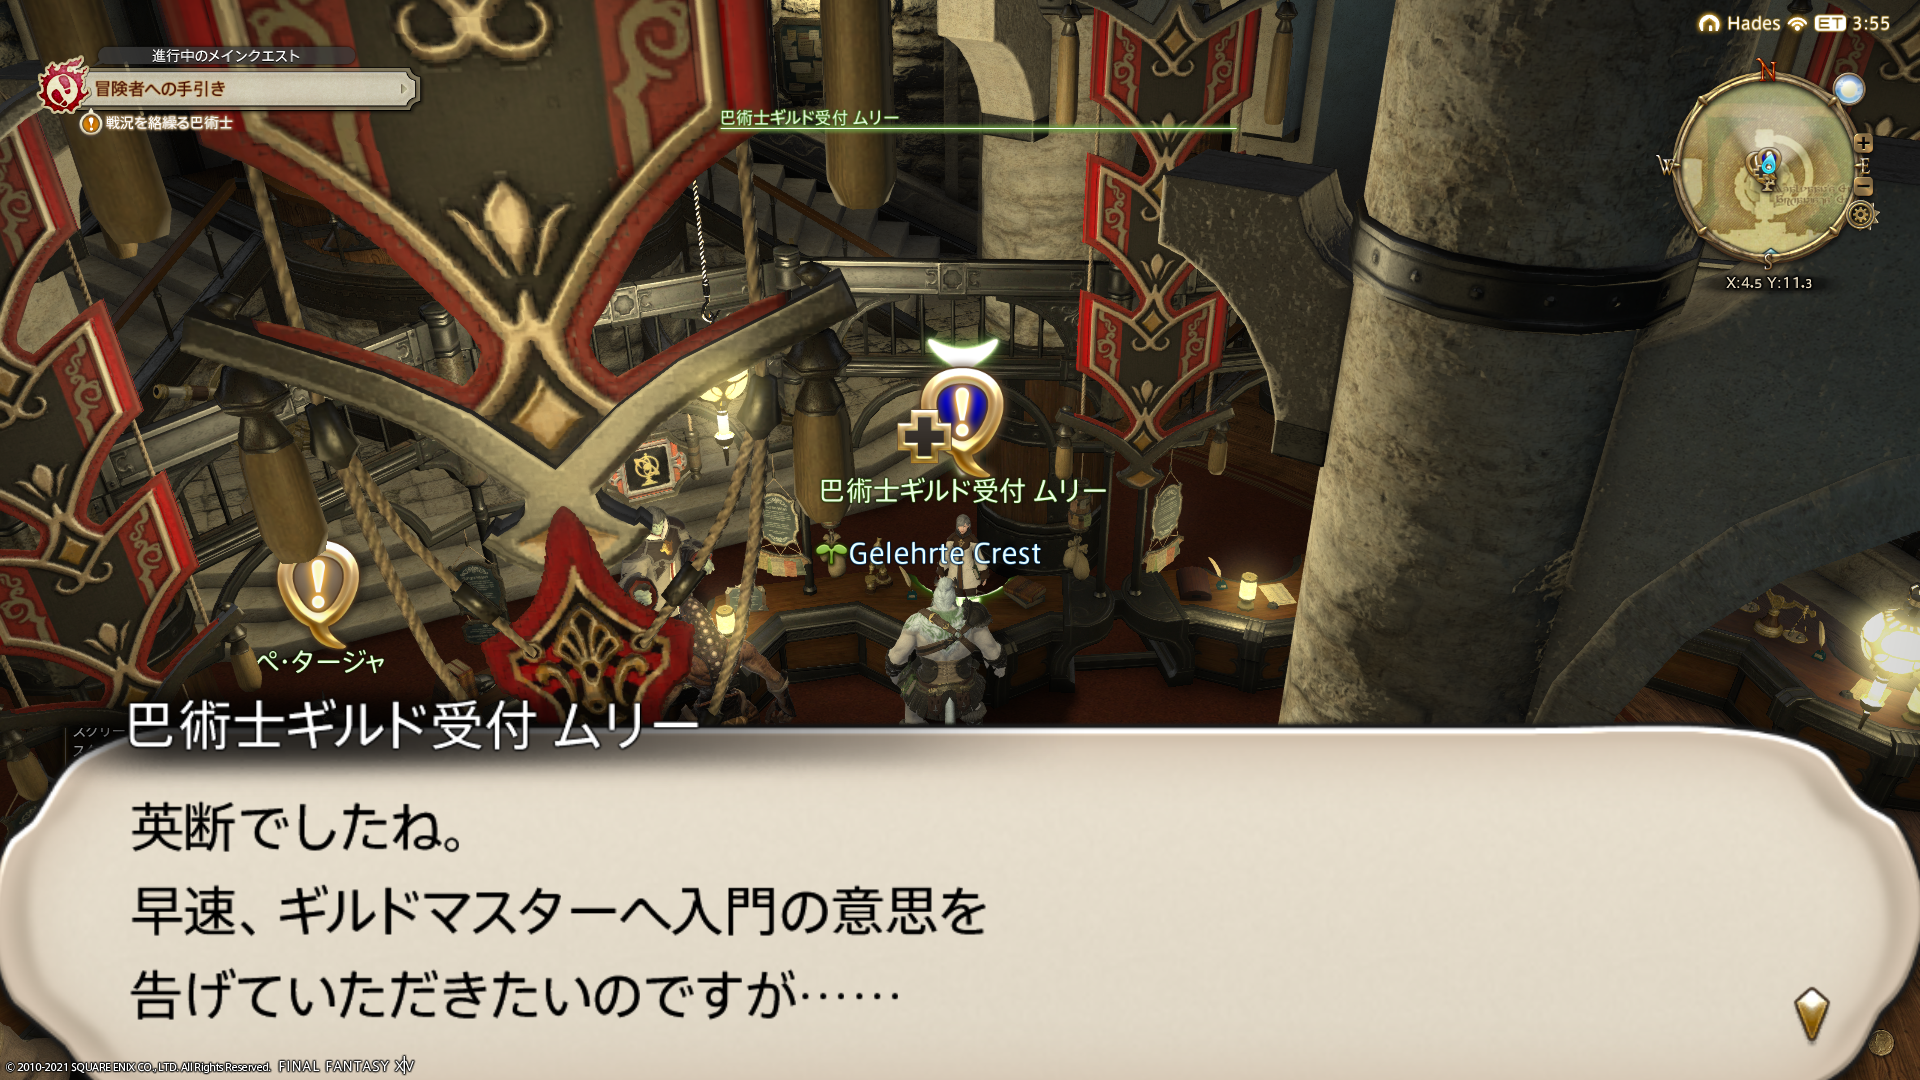 進行中のメインクエスト
冒険者への手引き
戦況を絡繰る巴術士
巴術士ギルド受付 ムリー
Hades ET 3:55
N
W
E
S
X:4.5 Y:11.3
巴術士ギルド受付 ムリー
Gelehrte Crest
ペ・タージャ
巴術士ギルド受付 ムリー
英断でしたね。
早速、ギルドマスターへ入門の意思を
告げていただきたいのですが……
© 2010-2021 SQUARE ENIX CO., LTD. All Rights Reserved. FINAL FANTASY XIV